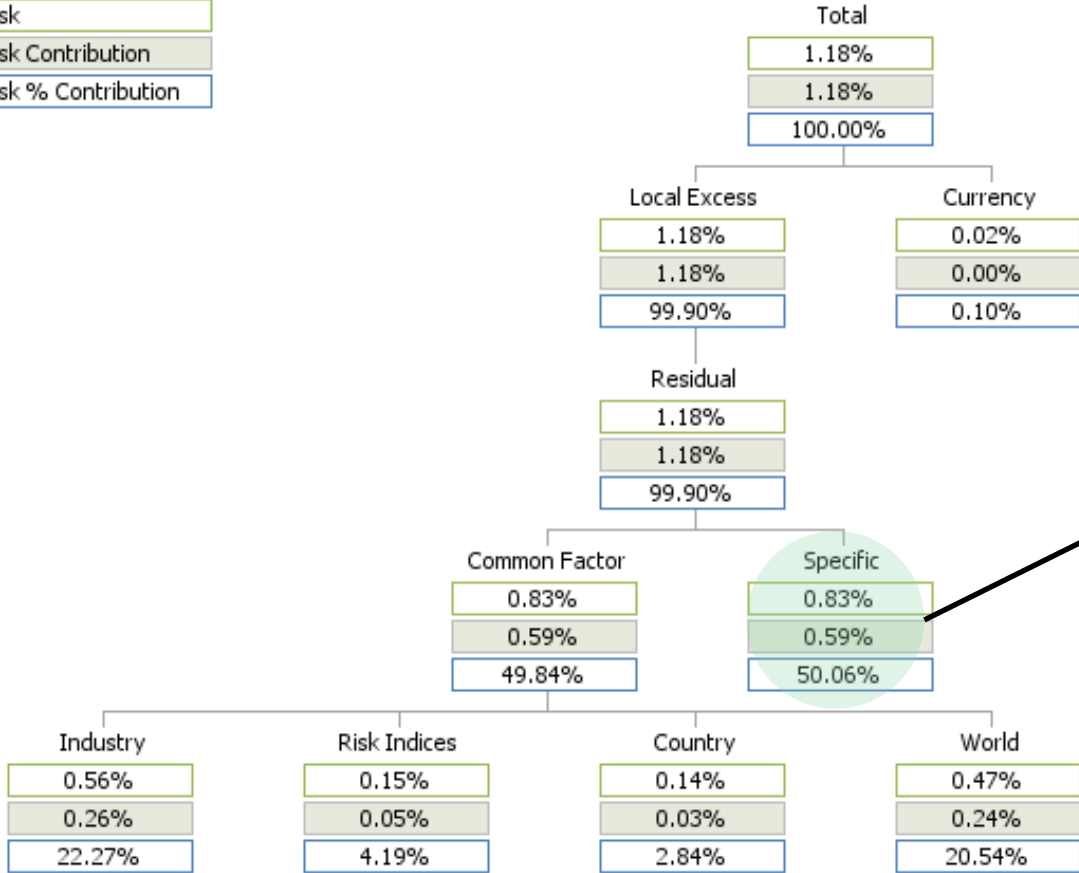 sk
sk Contribution
sk % Contribution
Total
1.18%
1.18%
100.00%
Local Excess
1.18%
1.18%
99.90%
Currency
0.02%
0.00%
0.10%
Residual
1.18%
1.18%
99.90%
Common Factor
0.83%
0.59%
49.84%
Specific
0.83%
0.59%
50.06%
Industry
0.56%
0.26%
22.27%
Risk Indices
0.15%
0.05%
4.19%
Country
0.14%
0.03%
2.84%
World
0.47%
0.24%
20.54%